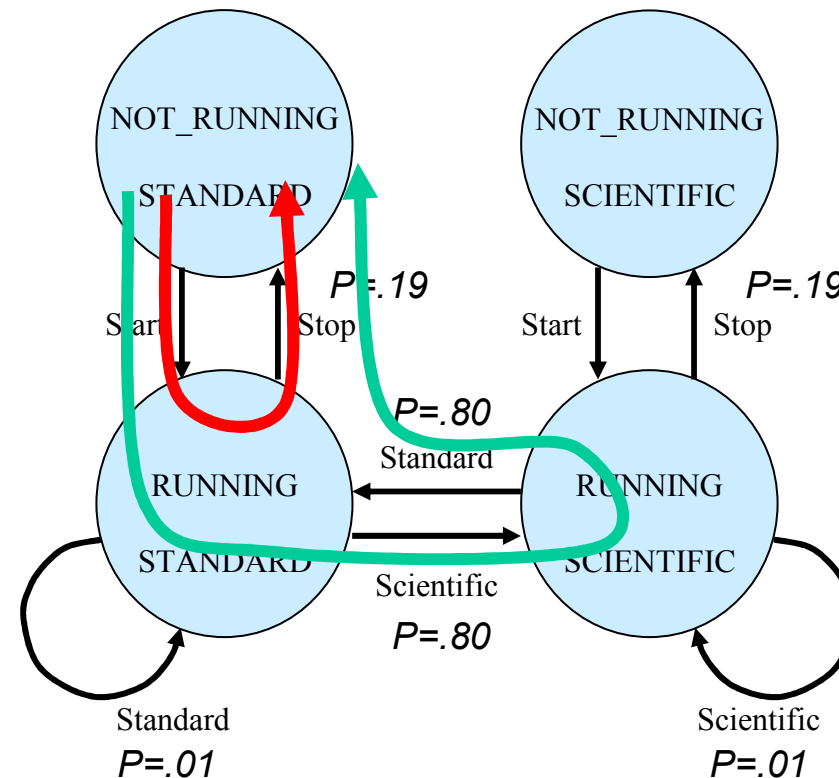 NOT_RUNNING
STANDARD
NOT_RUNNING
SCIENTIFIC
P=.19
P=.19
Start
Stop
Start
Stop
P=.80
Standard
RUNNING
STANDARD
RUNNING
SCIENTIFIC
Scientific
P=.80
Standard
P=.01
Scientific
P=.01